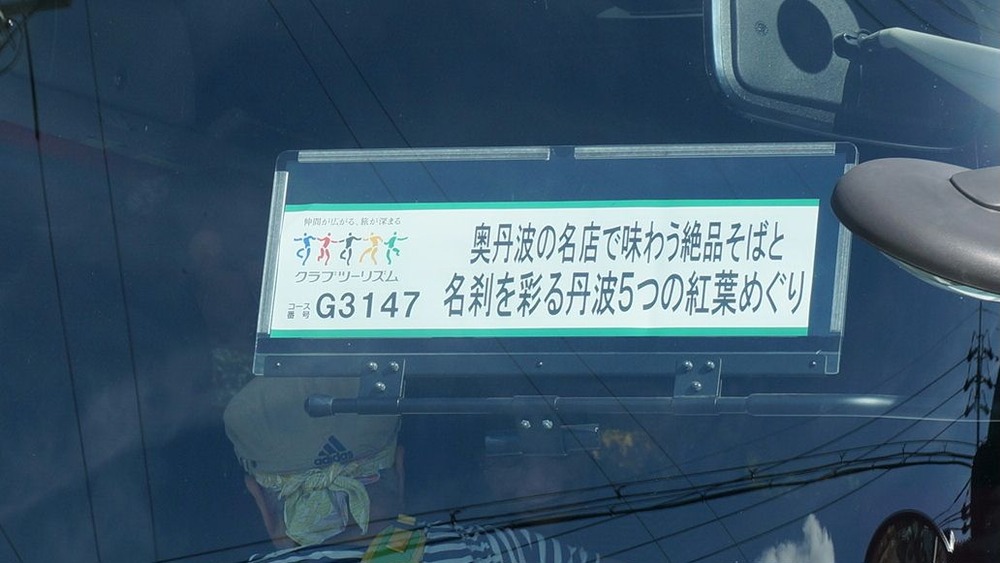 仲間が広がる、旅が深まる
クラブツーリズム
コース番号 G3147
奥丹波の名店で味わう絶品そばと
名刹を彩る丹波5つの紅葉めぐり
adidas